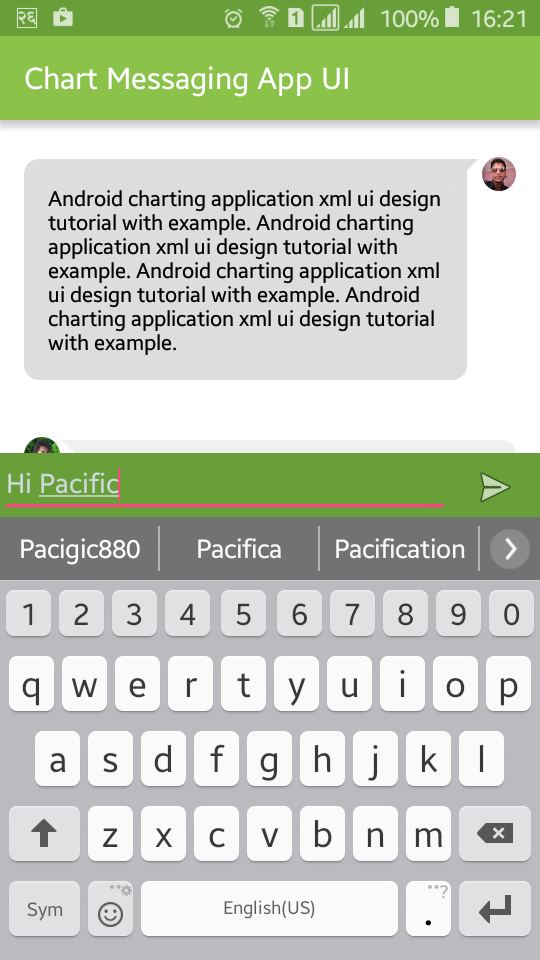 २६ 1 100% 16:21
Chart Messaging App UI
Android charting application xml ui design
tutorial with example. Android charting
application xml ui design tutorial with
example. Android charting application xml
ui design tutorial with example. Android
charting application xml ui design tutorial
with example.
Hi Pacific
Pacigic880 Pacifica Pacification
1 2 3 4 5 6 7 8 9 0
q w e r t y u i o p
a s d f g h j k l
z x c v b n m
Sym English(US) . ?